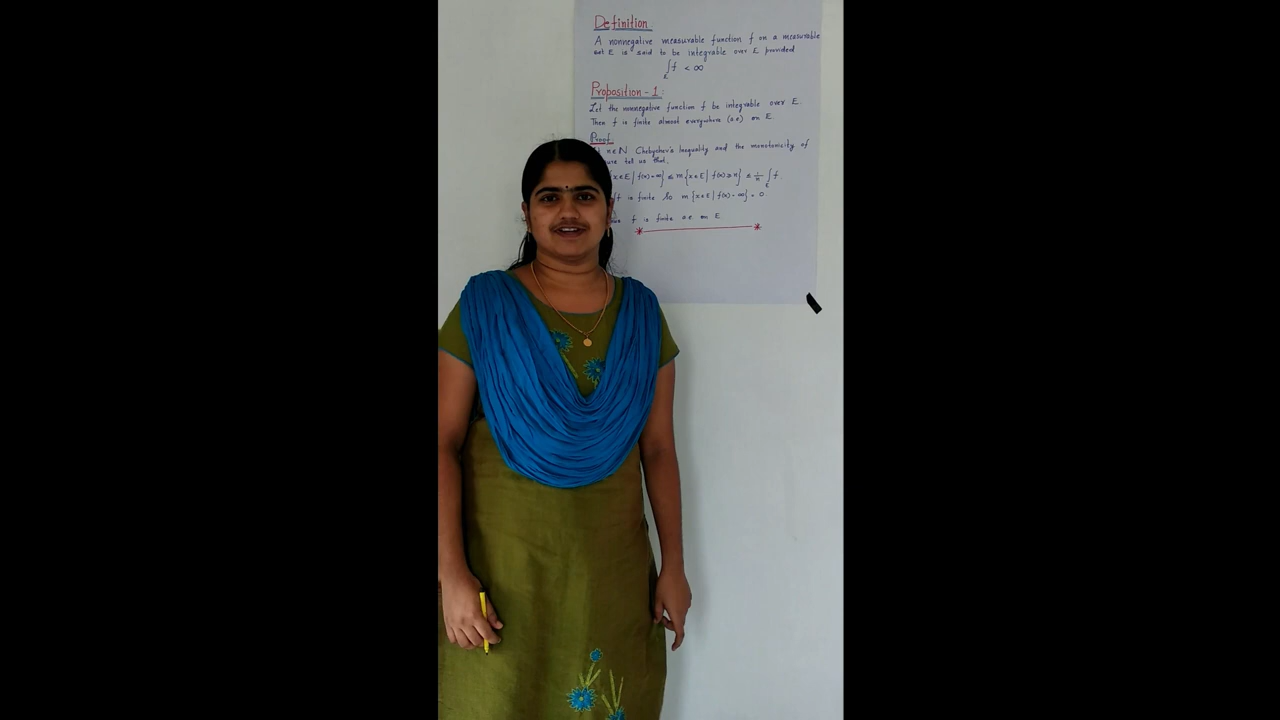 Definition
A nonnegative measurable function f on a measurable
set E is said to be integrable over E provided
∫_E f < ∞
Proposition - 1:
Let the nonnegative function f be integrable over E.
Then f is finite almost everywhere (a.e) on E.
Proof
n ∈ N Chebychev's Inequality and the monotonicity of
tell us that,
{x∈E | f(x) = ∞} ≤ m{x∈E | f(x) ≥ n} ≤ 1/n ∫_E f.
f is finite So m{x∈E | f(x) = ∞} = 0.
f is finite a.e on E